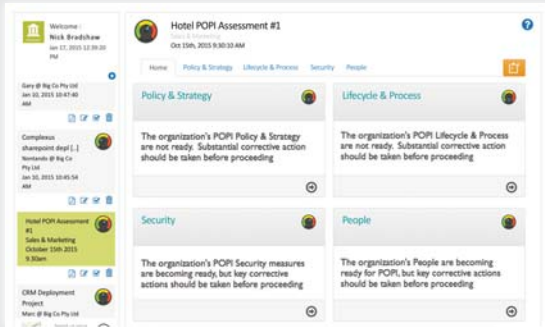 Welcome :
Nick Bradshaw
Jan 17, 2015 12:39:20
PM
Gary @ Big Co Pty Ltd
Jan 10, 2015 10:47:40
AM
Complexus
sharepoint depl [..]
Nontando @ Big Co
Pty Ltd
Jan 10, 2015 10:45:54
AM
Hotel POPI Assessment
#1
Sales & Marketing
October 15th 2015
9.30am
CRM Deployment
Project
Marc @ Big Co Pty Ltd
Hotel POPI Assessment #1
Sales & Marketing
Oct 15th, 2015 9:30:10 AM
Home Policy & Strategy Lifecycle & Process Security People
Policy & Strategy
The organization's POPI Policy & Strategy
are not ready. Substantial corrective action
should be taken before proceeding
Lifecycle & Process
The organization's POPI Lifecycle & Process
are not ready. Substantial corrective action
should be taken before proceeding
Security
The organization's POPI Security measures
are becoming ready, but key corrective
actions should be taken before proceeding
People
The organization's People are becoming
ready for POPI, but key corrective actions
should be taken before proceeding